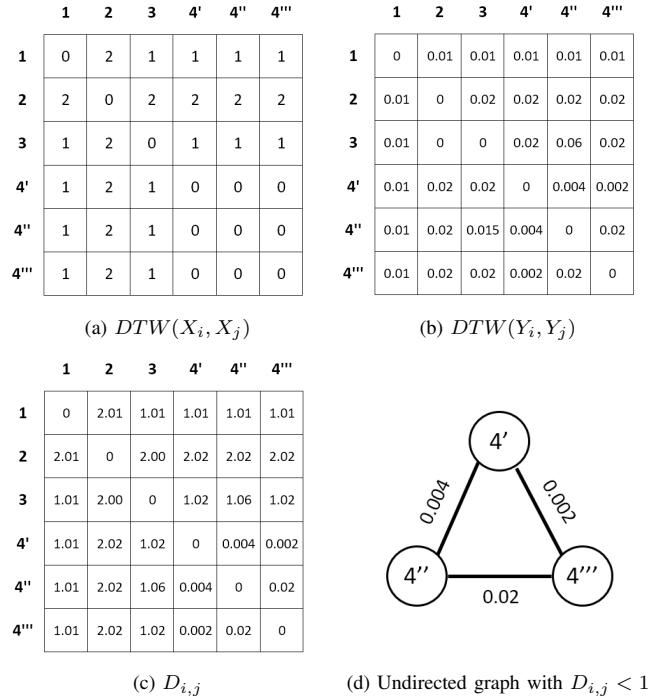 1 2 3 4' 4'' 4'''
1 0 2 1 1 1 1
2 2 0 2 2 2 2
3 1 2 0 1 1 1
4' 1 2 1 0 0 0
4'' 1 2 1 0 0 0
4''' 1 2 1 0 0 0
(a) DTW(X_i, X_j)
1 2 3 4' 4'' 4'''
1 0 0.01 0.01 0.01 0.01 0.01
2 0.01 0 0.02 0.02 0.02 0.02
3 0.01 0 0 0.02 0.06 0.02
4' 0.01 0.02 0.02 0 0.004 0.002
4'' 0.01 0.02 0.015 0.004 0 0.02
4''' 0.01 0.02 0.02 0.002 0.02 0
(b) DTW(Y_i, Y_j)
1 2 3 4' 4'' 4'''
1 0 2.01 1.01 1.01 1.01 1.01
2 2.01 0 2.00 2.02 2.02 2.02
3 1.01 2.00 0 1.02 1.06 1.02
4' 1.01 2.02 1.02 0 0.004 0.002
4'' 1.01 2.02 1.06 0.004 0 0.02
4''' 1.01 2.02 1.02 0.002 0.02 0
(c) D_{i,j}
4'
0.004
0.002
4''
4'''
0.02
(d) Undirected graph with D_{i,j} < 1